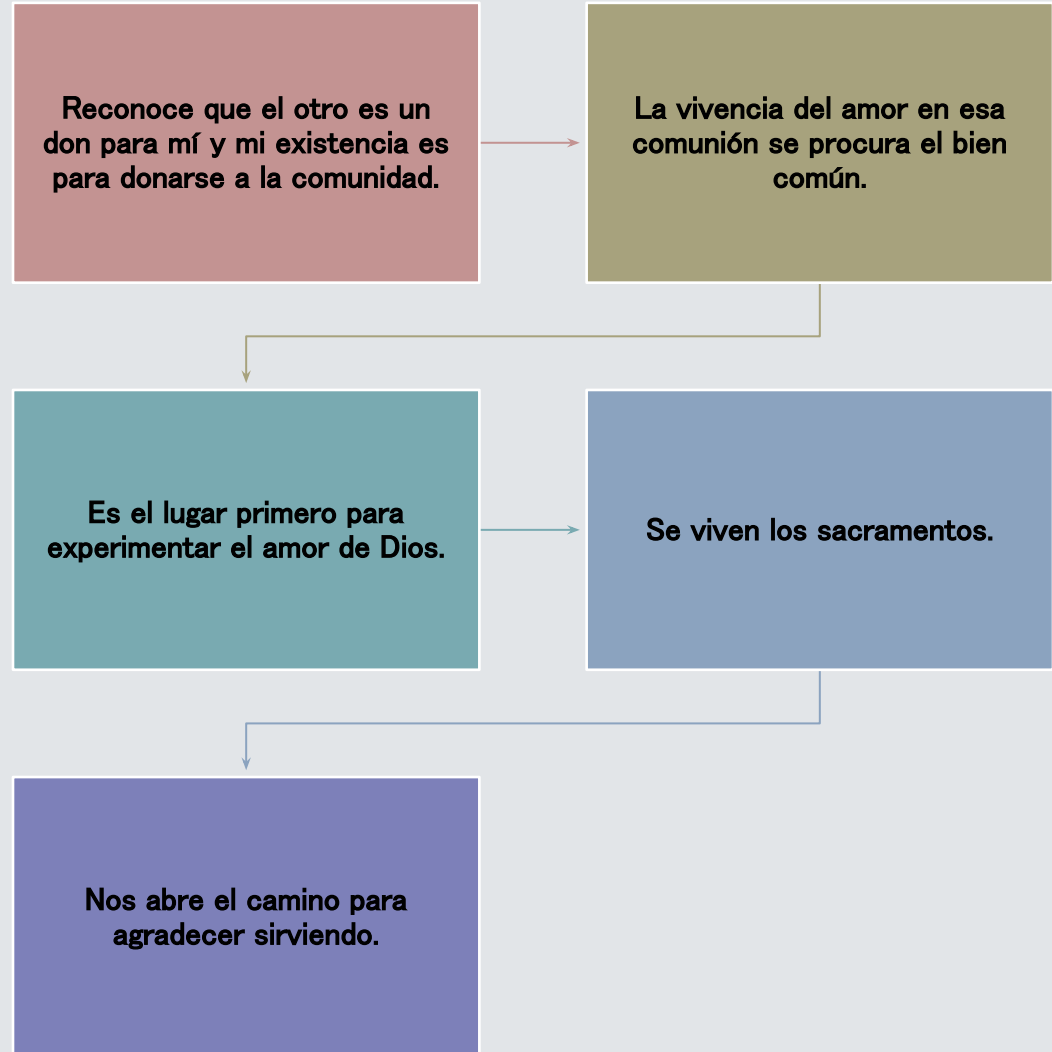 Reconoce que el otro es un
don para mí y mi existencia es
para donarse a la comunidad.
La vivencia del amor en esa
comunión se procura el bien
común.
Es el lugar primero para
experimentar el amor de Dios.
Se viven los sacramentos.
Nos abre el camino para
agradecer sirviendo.